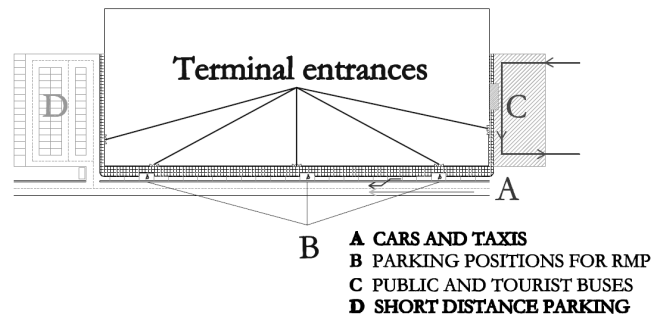 Terminal entrances
D
C
A
B
A CARS AND TAXIS
B PARKING POSITIONS FOR RMP
C PUBLIC AND TOURIST BUSES
D SHORT DISTANCE PARKING